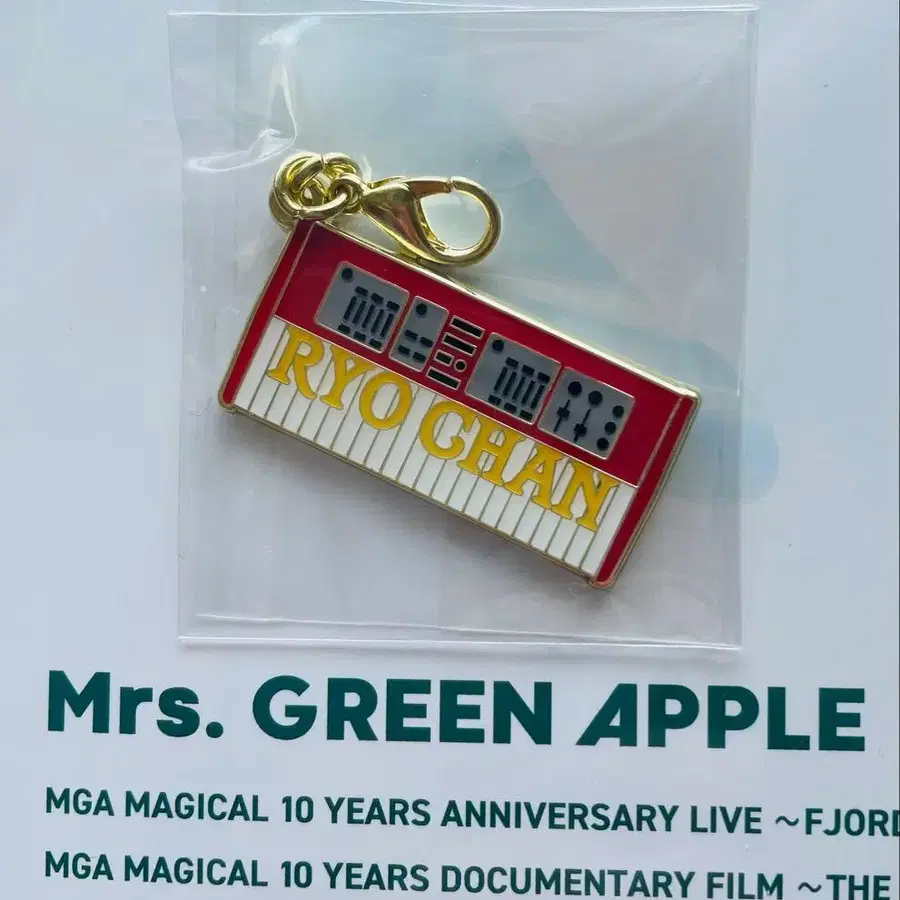 RYO CHAN
Mrs. GREEN APPLE
MGA MAGICAL 10 YEARS ANNIVERSARY LIVE ~FJORD
MGA MAGICAL 10 YEARS DOCUMENTARY FILM ~THE